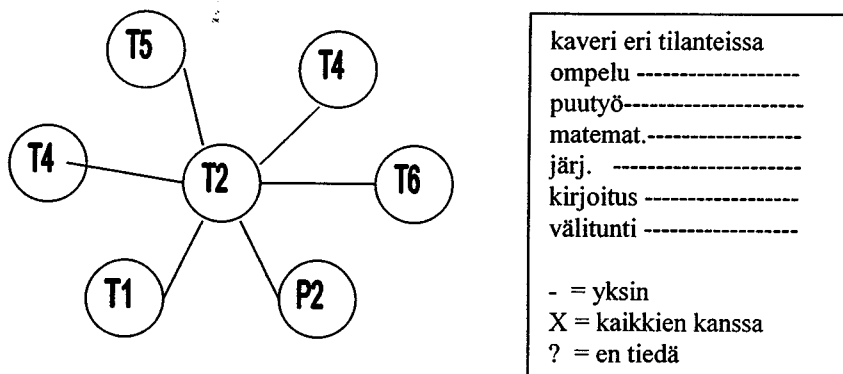 T5
T4
T4
T2
T6
T1
P2
kaveri eri tilanteissa
ompelu ------------------
puutyö--------------------
matemat.-----------------
järj. --------------------
kirjoitus -----------------
välitunti -----------------
- = yksin
X = kaikkien kanssa
? = en tiedä